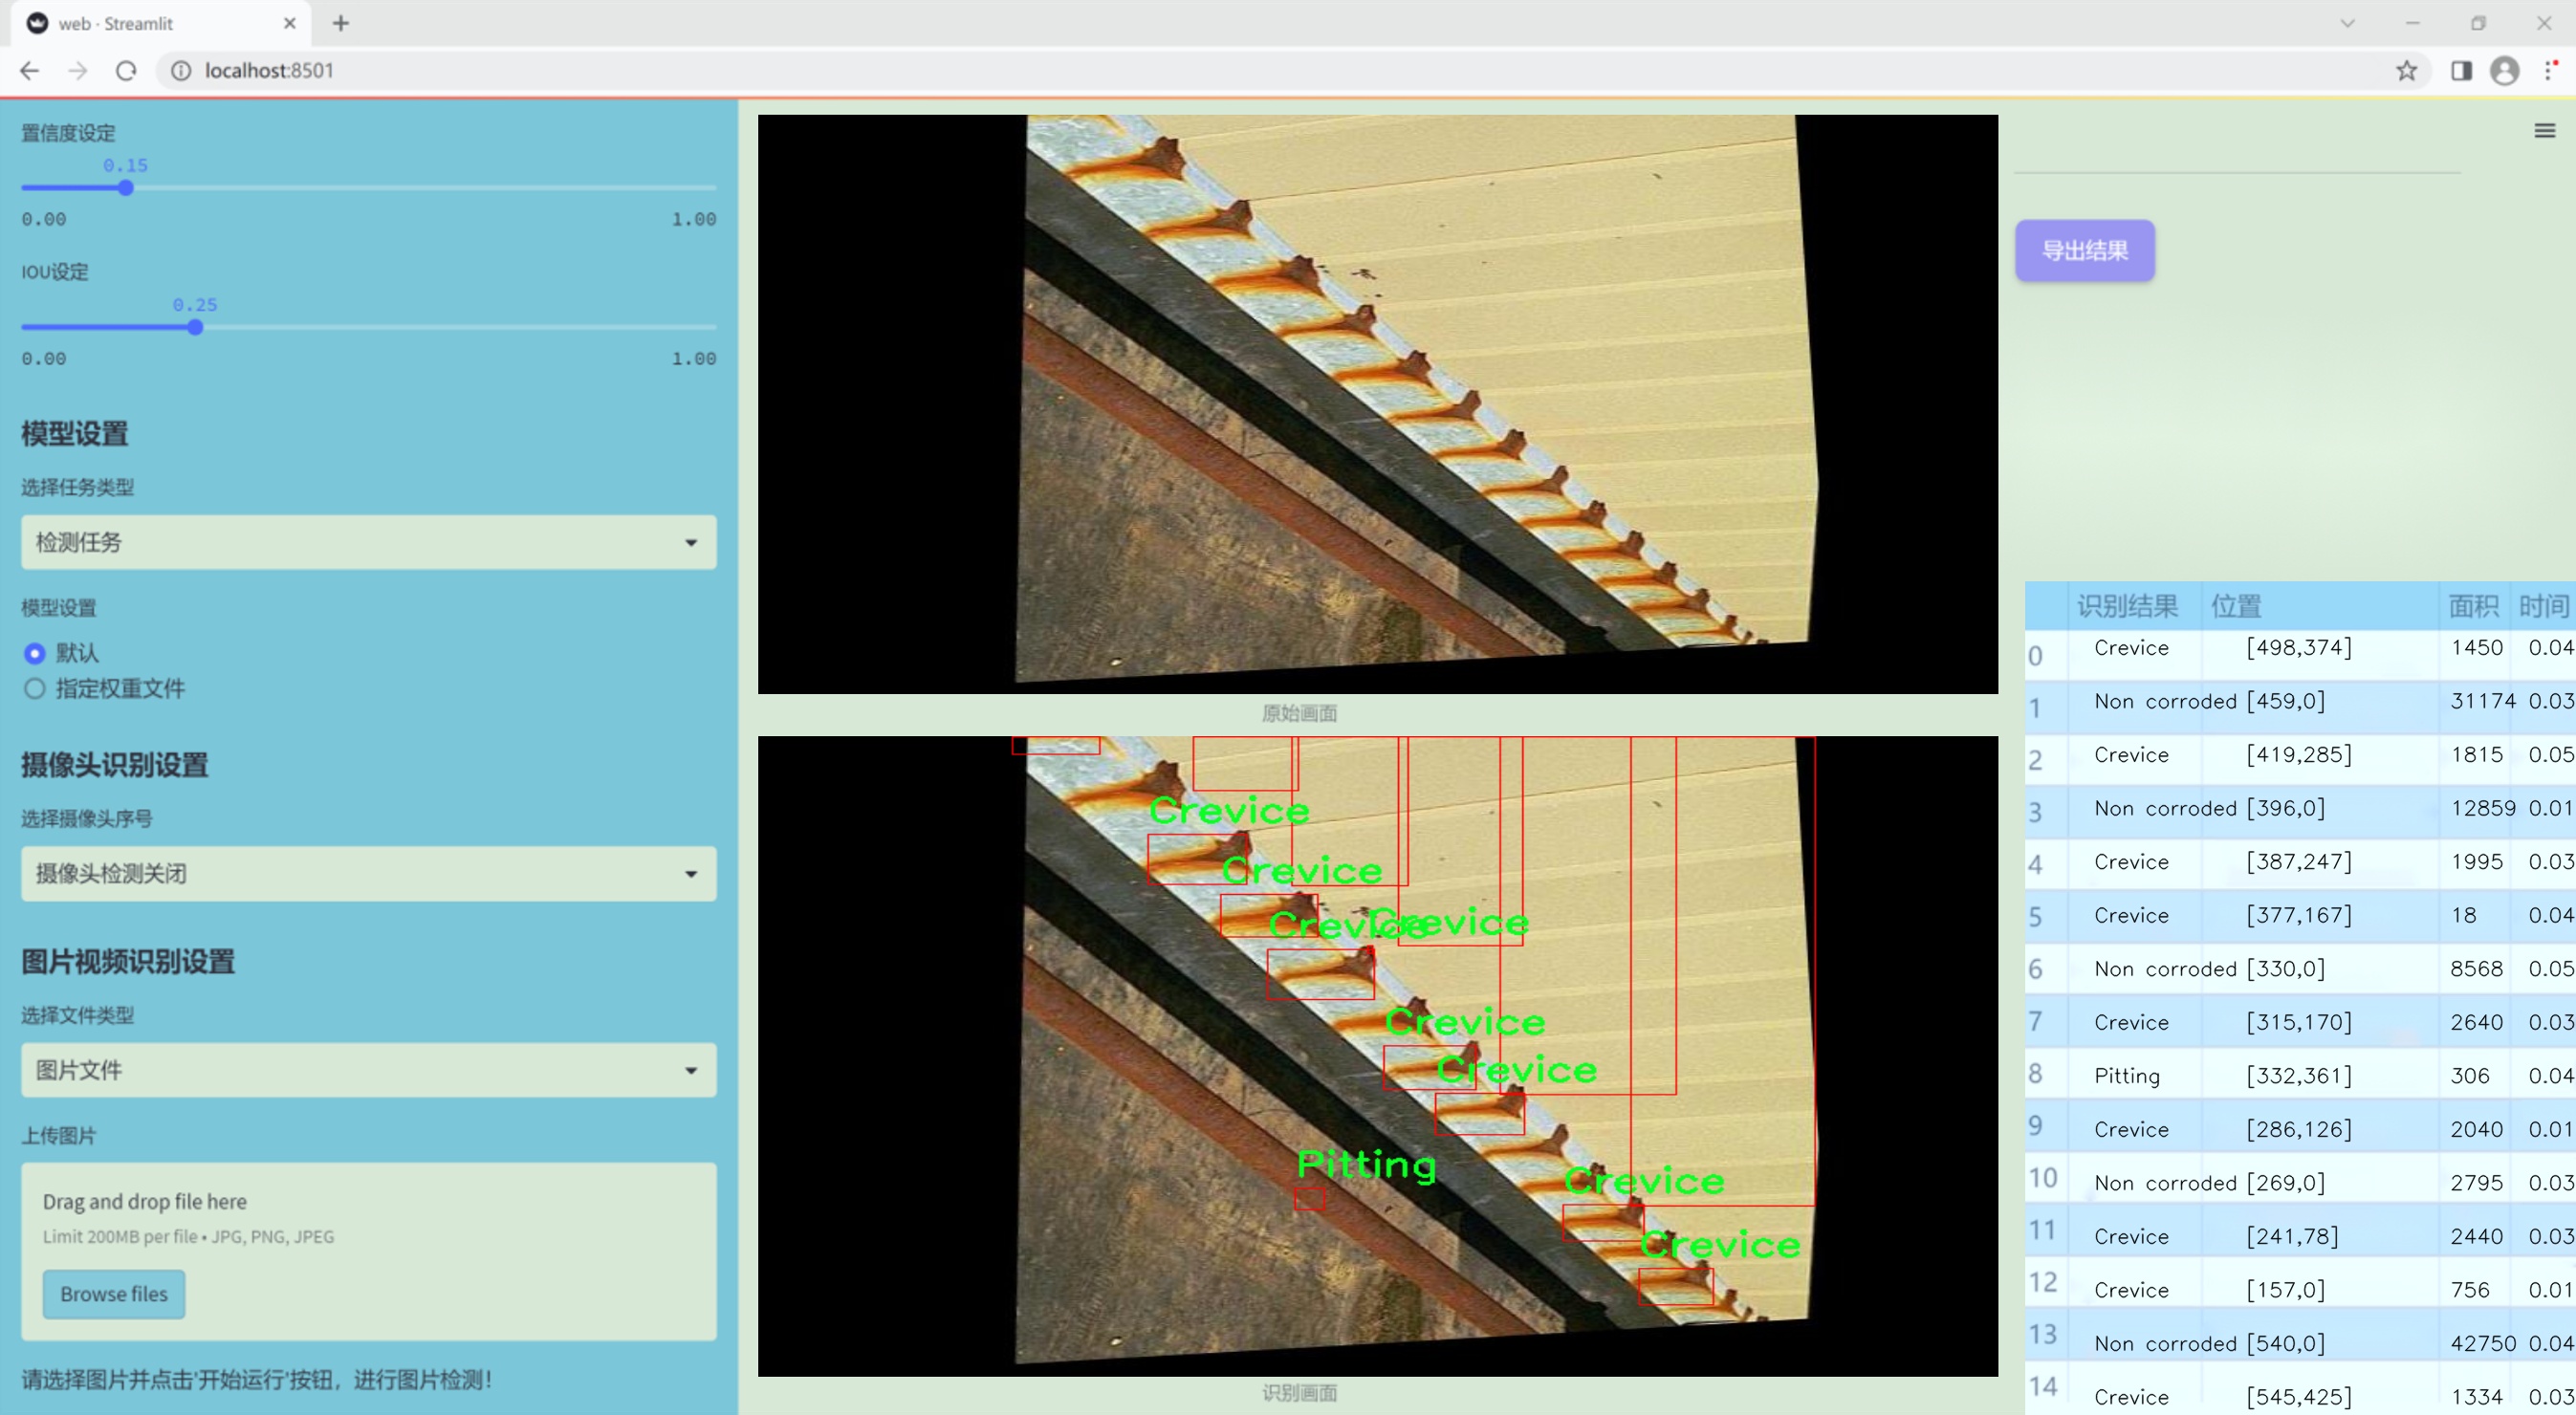 web · Streamlit
localhost:8501
置信度设定
0.15
0.00 1.00
IOU设定
0.25
0.00 1.00
模型设置
选择任务类型
检测任务
模型设置
默认
指定权重文件
摄像头识别设置
选择摄像头序号
摄像头检测关闭
图片视频识别设置
选择文件类型
图片文件
上传图片
Drag and drop file here
Limit 200MB per file • JPG, PNG, JPEG
Browse files
请选择图片并点击'开始运行'按钮，进行图片检测！
原始画面
Crevice
Crevice
Crevice
Crevice
Crevice
Crevice
Pitting
Crevice
Crevice
识别画面
导出结果
识别结果 位置 面积 时间
0 Crevice [498,374] 1450 0.04
1 Non corroded [459,0] 31174 0.03
2 Crevice [419,285] 1815 0.05
3 Non corroded [396,0] 12859 0.01
4 Crevice [387,247] 1995 0.03
5 Crevice [377,167] 18 0.04
6 Non corroded [330,0] 8568 0.05
7 Crevice [315,170] 2640 0.03
8 Pitting [332,361] 306 0.04
9 Crevice [286,126] 2040 0.01
10 Non corroded [269,0] 2795 0.03
11 Crevice [241,78] 2440 0.03
12 Crevice [157,0] 756 0.01
13 Non corroded [540,0] 42750 0.04
14 Crevice [545,425] 1334 0.03